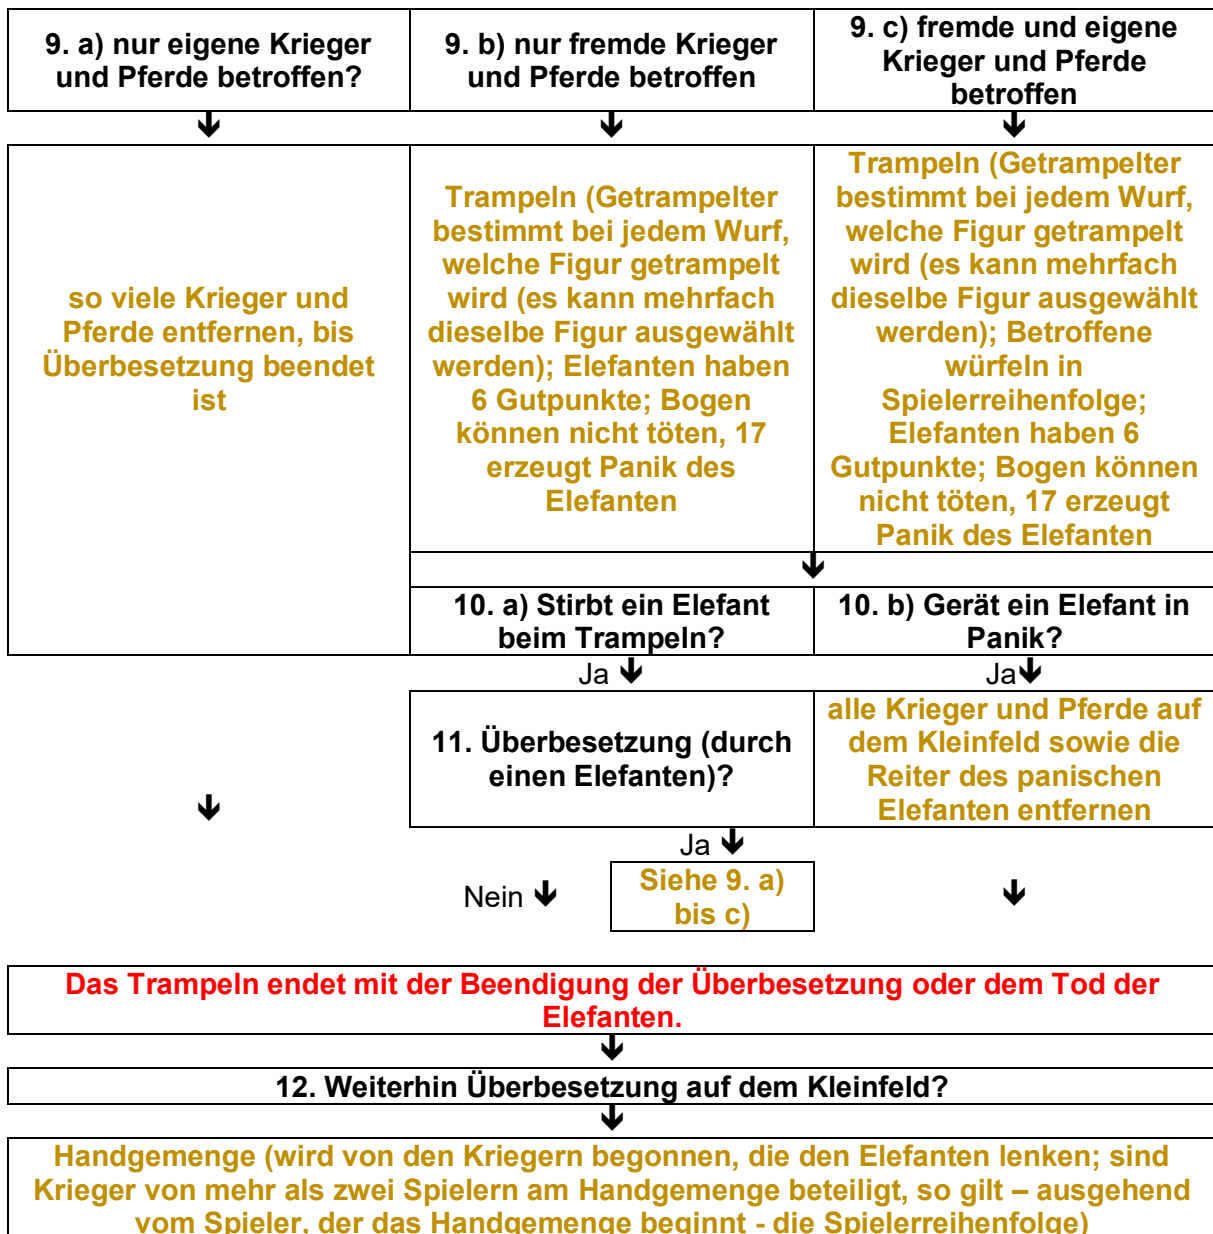 9. a) nur eigene Krieger
und Pferde betroffen?
9. b) nur fremde Krieger
und Pferde betroffen
9. c) fremde und eigene
Krieger und Pferde
betroffen
so viele Krieger und
Pferde entfernen, bis
Überbesetzung beendet
ist
Trampeln (Getrampelter
bestimmt bei jedem Wurf,
welche Figur getrampelt
wird (es kann mehrfach
dieselbe Figur ausgewählt
werden); Elefanten haben
6 Gutpunkte; Bogen
können nicht töten, 17
erzeugt Panik des
Elefanten
Trampeln (Getrampelter
bestimmt bei jedem Wurf,
welche Figur getrampelt
wird (es kann mehrfach
dieselbe Figur ausgewählt
werden); Betroffene
würfeln in
Spielerreihenfolge;
Elefanten haben 6
Gutpunkte; Bogen können
nicht töten, 17 erzeugt
Panik des Elefanten
10. a) Stirbt ein Elefant
beim Trampeln?
10. b) Gerät ein Elefant in
Panik?
Ja
Ja
11. Überbesetzung (durch
einen Elefanten)?
alle Krieger und Pferde auf
dem Kleinfeld sowie die
Reiter des panischen
Elefanten entfernen
Ja
Nein
Siehe 9. a)
bis c)
Das Trampeln endet mit der Beendigung der Überbesetzung oder dem Tod der
Elefanten.
12. Weiterhin Überbesetzung auf dem Kleinfeld?
Handgemenge (wird von den Kriegern begonnen, die den Elefanten lenken; sind
Krieger von mehr als zwei Spielern am Handgemenge beteiligt, so gilt – ausgehend
vom Spieler, der das Handgemenge beginnt - die Spielerreihenfolge)